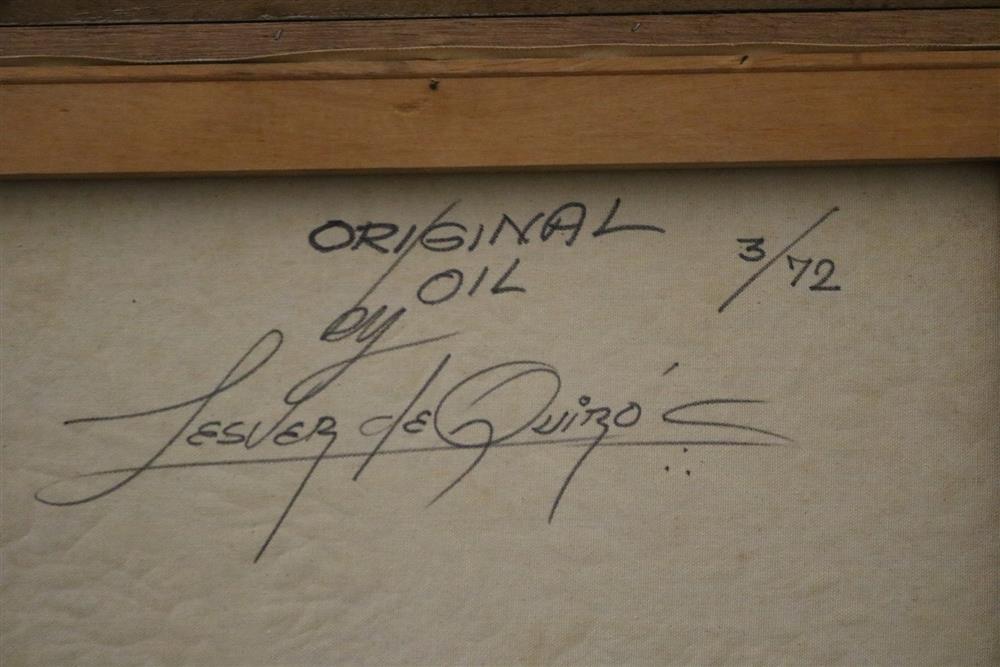 ORIGINAL 3/72
OIL
by
Lesver de Quirós